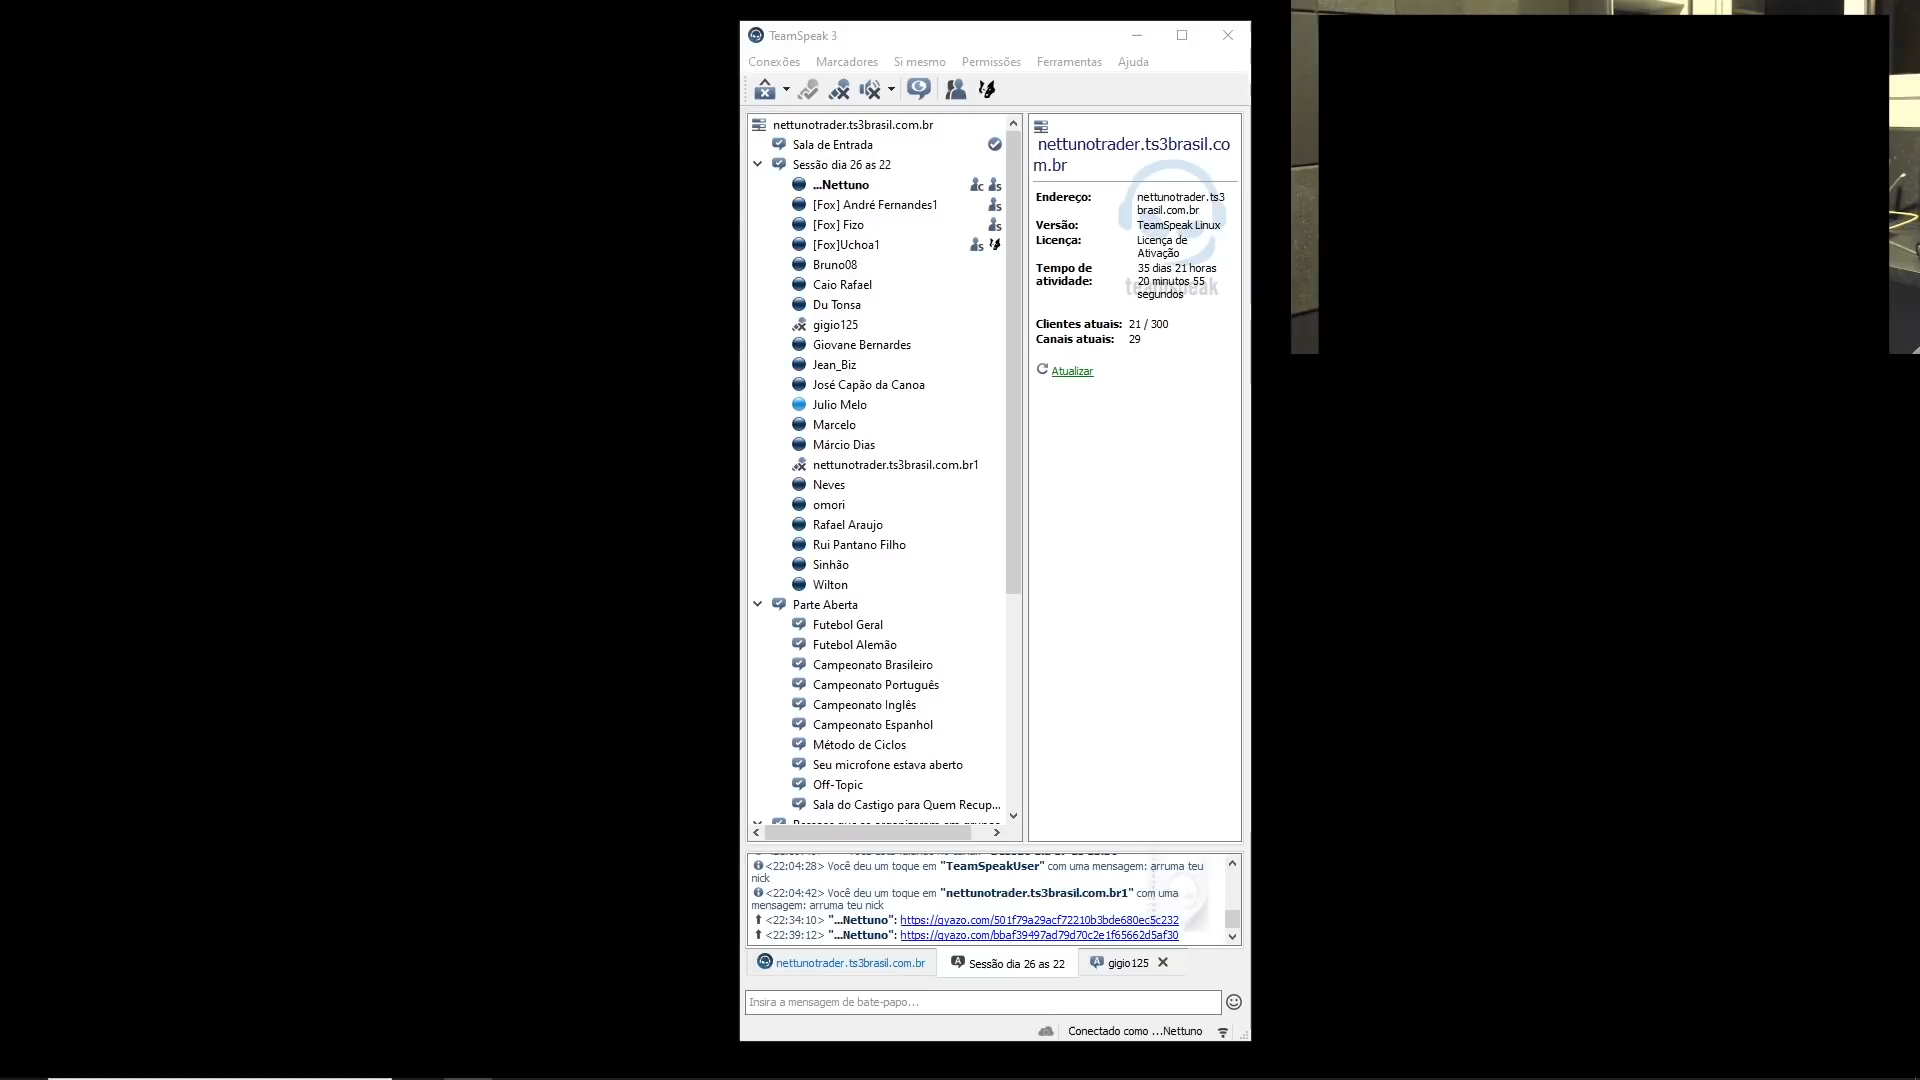 TeamSpeak 3
Conexões Marcadores Si mesmo Permissões Ferramentas Ajuda
nettunotrader.ts3brasil.com.br
Sala de Entrada
Sessão dia 26 as 22
...Nettuno
[Fox] André Fernandes1
[Fox] Fizo
[Fox]Uchoa1
Bruno08
Caio Rafael
Du Tonsa
gigio125
Giovane Bernardes
Jean_Biz
José Capão da Canoa
Julio Melo
Marcelo
Márcio Dias
nettunotrader.ts3brasil.com.br1
Neves
omori
Rafael Araujo
Rui Pantano Filho
Sinhão
Wilton
Parte Aberta
Futebol Geral
Futebol Alemão
Campeonato Brasileiro
Campeonato Português
Campeonato Inglês
Campeonato Espanhol
Método de Ciclos
Seu microfone estava aberto
Off-Topic
Sala do Castigo para Quem Recup...
nettunotrader.ts3brasil.co
m.br
Endereço: nettunotrader.ts3
brasil.com.br
Versão: TeamSpeak Linux
Licença: Licença de
Ativação
Tempo de 35 dias 21 horas
atividade: 20 minutos 55
segundos
teamspeak
Clientes atuais: 21 / 300
Canais atuais: 29
Atualizar
<22:04:28> Você deu um toque em "TeamSpeakUser" com uma mensagem: arruma teu
nick
<22:04:42> Você deu um toque em "nettunotrader.ts3brasil.com.br1" com uma
mensagem: arruma teu nick
<22:34:10> "...Nettuno": https://gyazo.com/501f79a29acf72210b3bde680ec5c232
<22:39:12> "...Nettuno": https://gyazo.com/bbaf39497ad79d70c2e1f65662d5af30
nettunotrader.ts3brasil.com.br Sessão dia 26 as 22 gigio125
Insira a mensagem de bate-papo...
Conectado como ...Nettuno